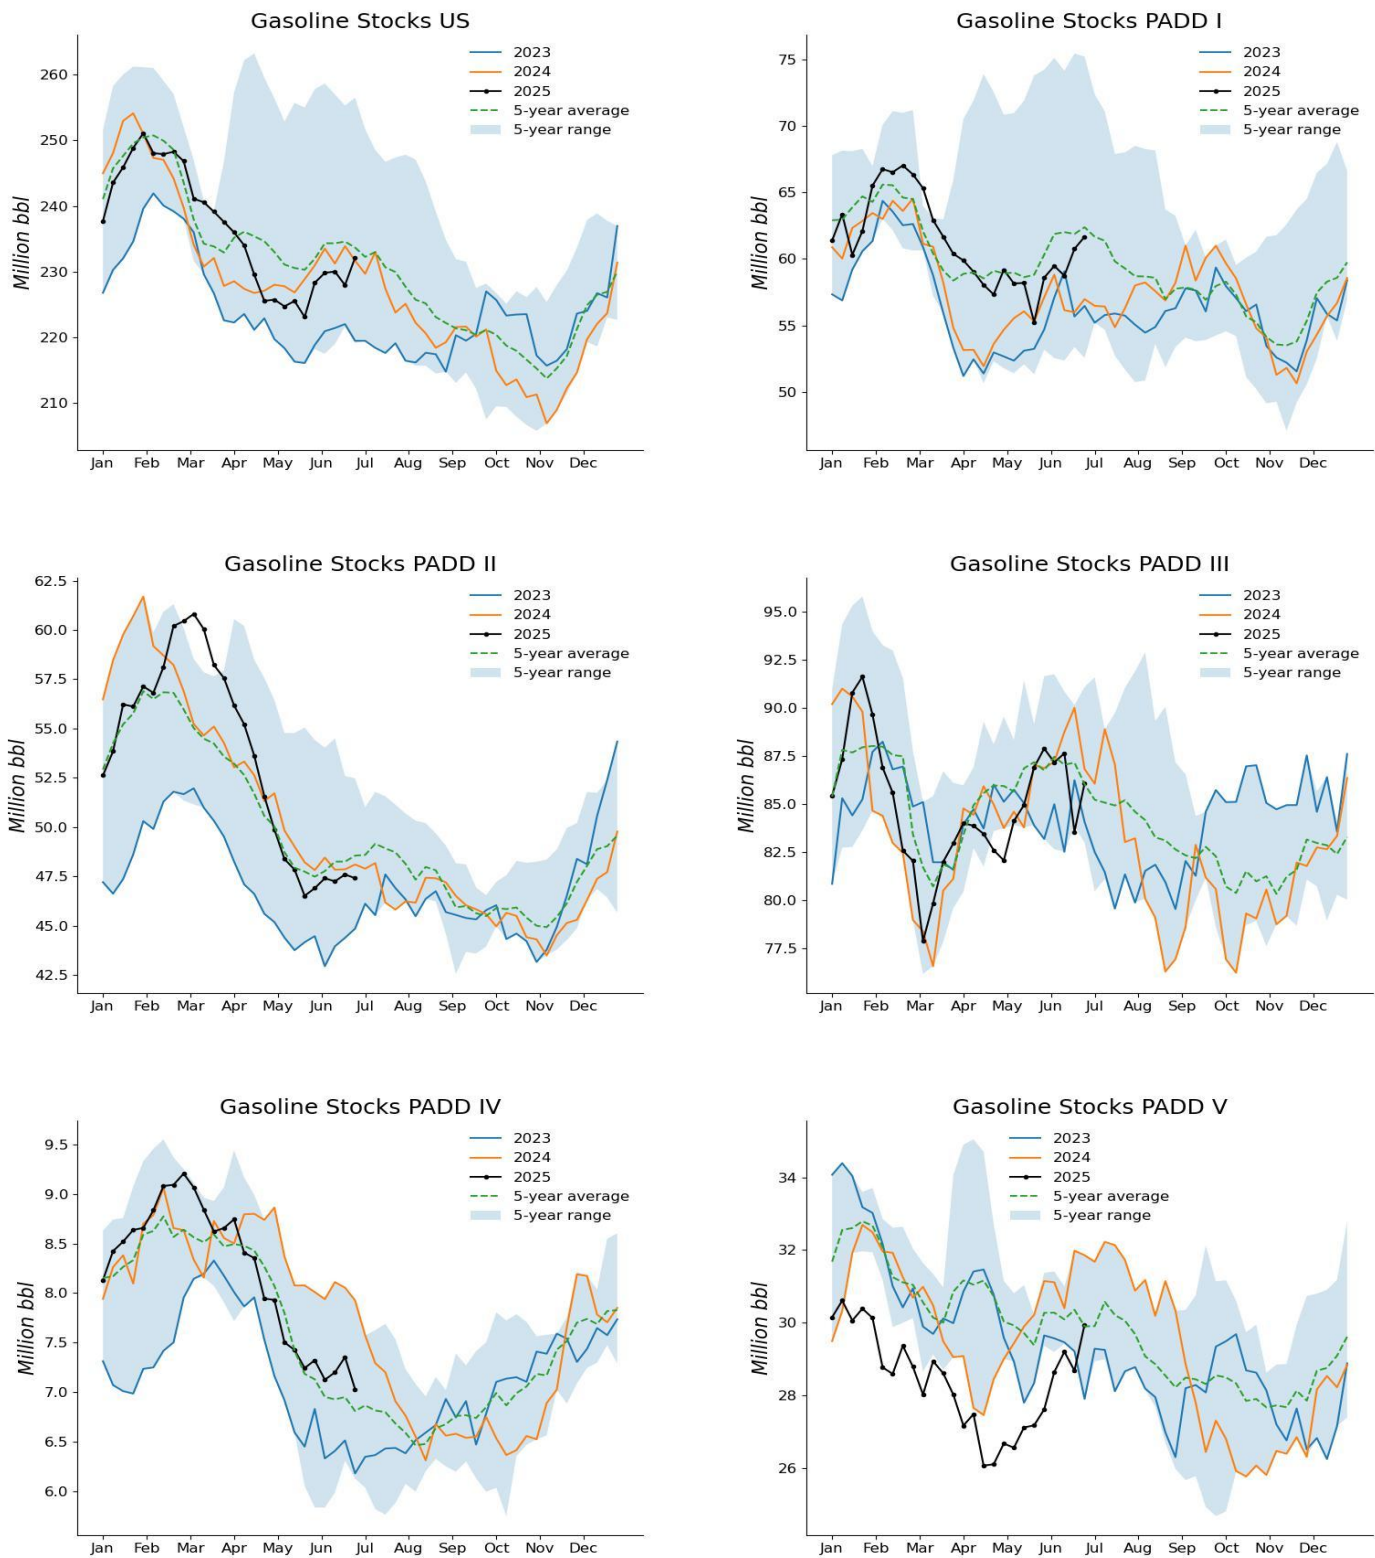 Gasoline Stocks US
Million bbl
260
250
240
230
220
210
2023
2024
2025
5-year average
5-year range
Jan Feb Mar Apr May Jun Jul Aug Sep Oct Nov Dec
Gasoline Stocks PADD I
Million bbl
75
70
65
60
55
50
2023
2024
2025
5-year average
5-year range
Jan Feb Mar Apr May Jun Jul Aug Sep Oct Nov Dec
Gasoline Stocks PADD II
Million bbl
62.5
60.0
57.5
55.0
52.5
50.0
47.5
45.0
42.5
2023
2024
2025
5-year average
5-year range
Jan Feb Mar Apr May Jun Jul Aug Sep Oct Nov Dec
Gasoline Stocks PADD III
Million bbl
95.0
92.5
90.0
87.5
85.0
82.5
80.0
77.5
2023
2024
2025
5-year average
5-year range
Jan Feb Mar Apr May Jun Jul Aug Sep Oct Nov Dec
Gasoline Stocks PADD IV
Million bbl
9.5
9.0
8.5
8.0
7.5
7.0
6.5
6.0
2023
2024
2025
5-year average
5-year range
Jan Feb Mar Apr May Jun Jul Aug Sep Oct Nov Dec
Gasoline Stocks PADD V
Million bbl
34
32
30
28
26
2023
2024
2025
5-year average
5-year range
Jan Feb Mar Apr May Jun Jul Aug Sep Oct Nov Dec